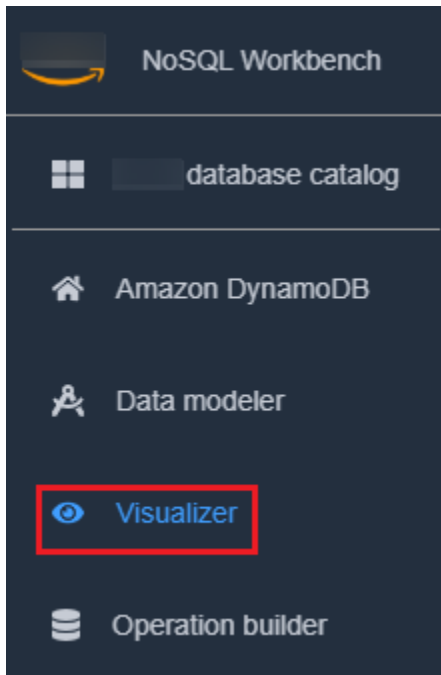 NoSQL Workbench
database catalog
Amazon DynamoDB
Data modeler
Visualizer
Operation builder